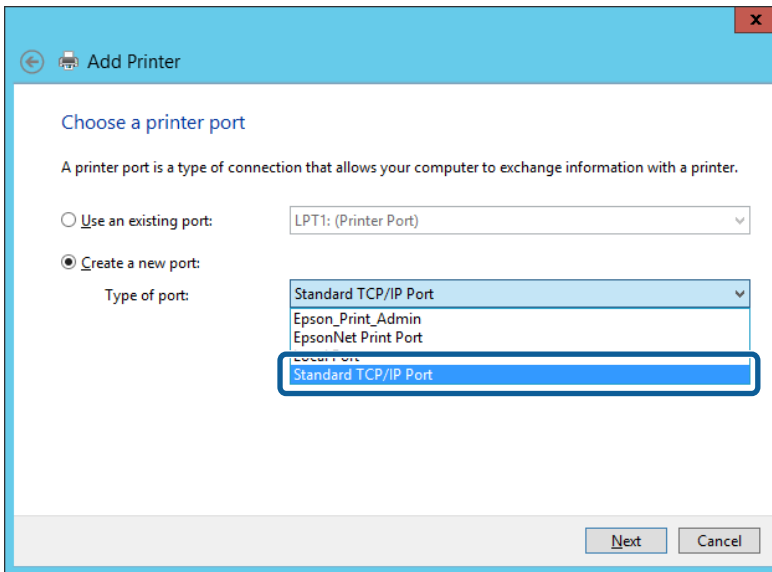 x
Add Printer
Choose a printer port
A printer port is a type of connection that allows your computer to exchange information with a printer.
Use an existing port:
LPT1: (Printer Port)
Create a new port:
Type of port:
Standard TCP/IP Port
Epson_Print_Admin
EpsonNet Print Port
Local Port
Standard TCP/IP Port
Next
Cancel